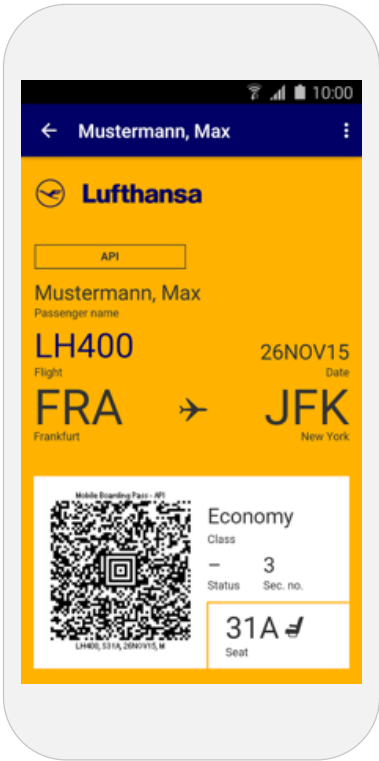 10:00
Mustermann, Max
Lufthansa
API
Mustermann, Max
Passenger name
LH400 26NOV15
Flight Date
FRA JFK
Frankfurt New York
Mobile Boarding Pass - API
LH400, S31A, 26NOV15, M
Economy
Class
– 3
Status Sec. no.
31A
Seat